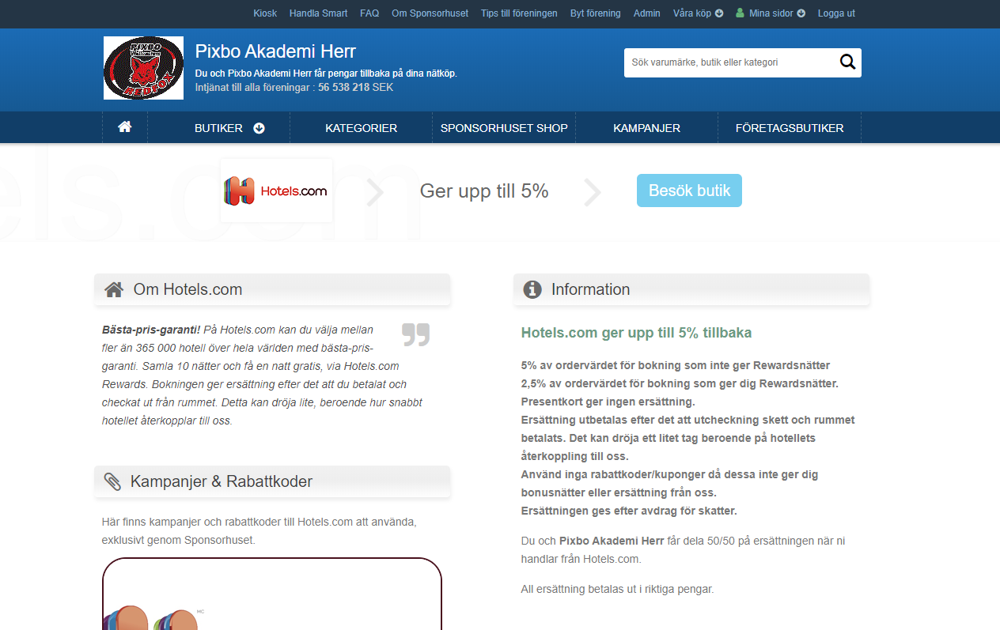 Kiosk Handla Smart FAQ Om Sponsorhuset Tips till föreningen Byt förening Admin Våra köp Mina sidor Logga ut
PIXBO
REDFOX
Pixbo Akademi Herr
Du och Pixbo Akademi Herr får pengar tillbaka på dina nätköp.
Intjänat till alla föreningar : 56 538 218 SEK
Sök varumärke, butik eller kategori
BUTIKER KATEGORIER SPONSORHUSET SHOP KAMPANJER FÖRETAGSBUTIKER
els.com
Hotels.com
Ger upp till 5%
Besök butik
Om Hotels.com
Bästa-pris-garanti! På Hotels.com kan du välja mellan
fler än 365 000 hotell över hela världen med bästa-pris-
garanti. Samla 10 nätter och få en natt gratis, via Hotels.com
Rewards. Bokningen ger ersättning efter det att du betalat och
checkat ut från rummet. Detta kan dröja lite, beroende hur snabbt
hotellet återkopplar till oss.
Kampanjer & Rabattkoder
Här finns kampanjer och rabattkoder till Hotels.com att använda,
exklusivt genom Sponsorhuset.
MC
Information
Hotels.com ger upp till 5% tillbaka
5% av ordervärdet för bokning som inte ger Rewardsnätter
2,5% av ordervärdet för bokning som ger dig Rewardsnätter.
Presentkort ger ingen ersättning.
Ersättning utbetalas efter det att utcheckning skett och rummet
betalats. Det kan dröja ett litet tag beroende på hotellets
återkoppling till oss.
Använd inga rabattkoder/kuponger då dessa inte ger dig
bonusnätter eller ersättning från oss.
Ersättningen ges efter avdrag för skatter.
Du och Pixbo Akademi Herr får dela 50/50 på ersättningen när ni
handlar från Hotels.com.
All ersättning betalas ut i riktiga pengar.